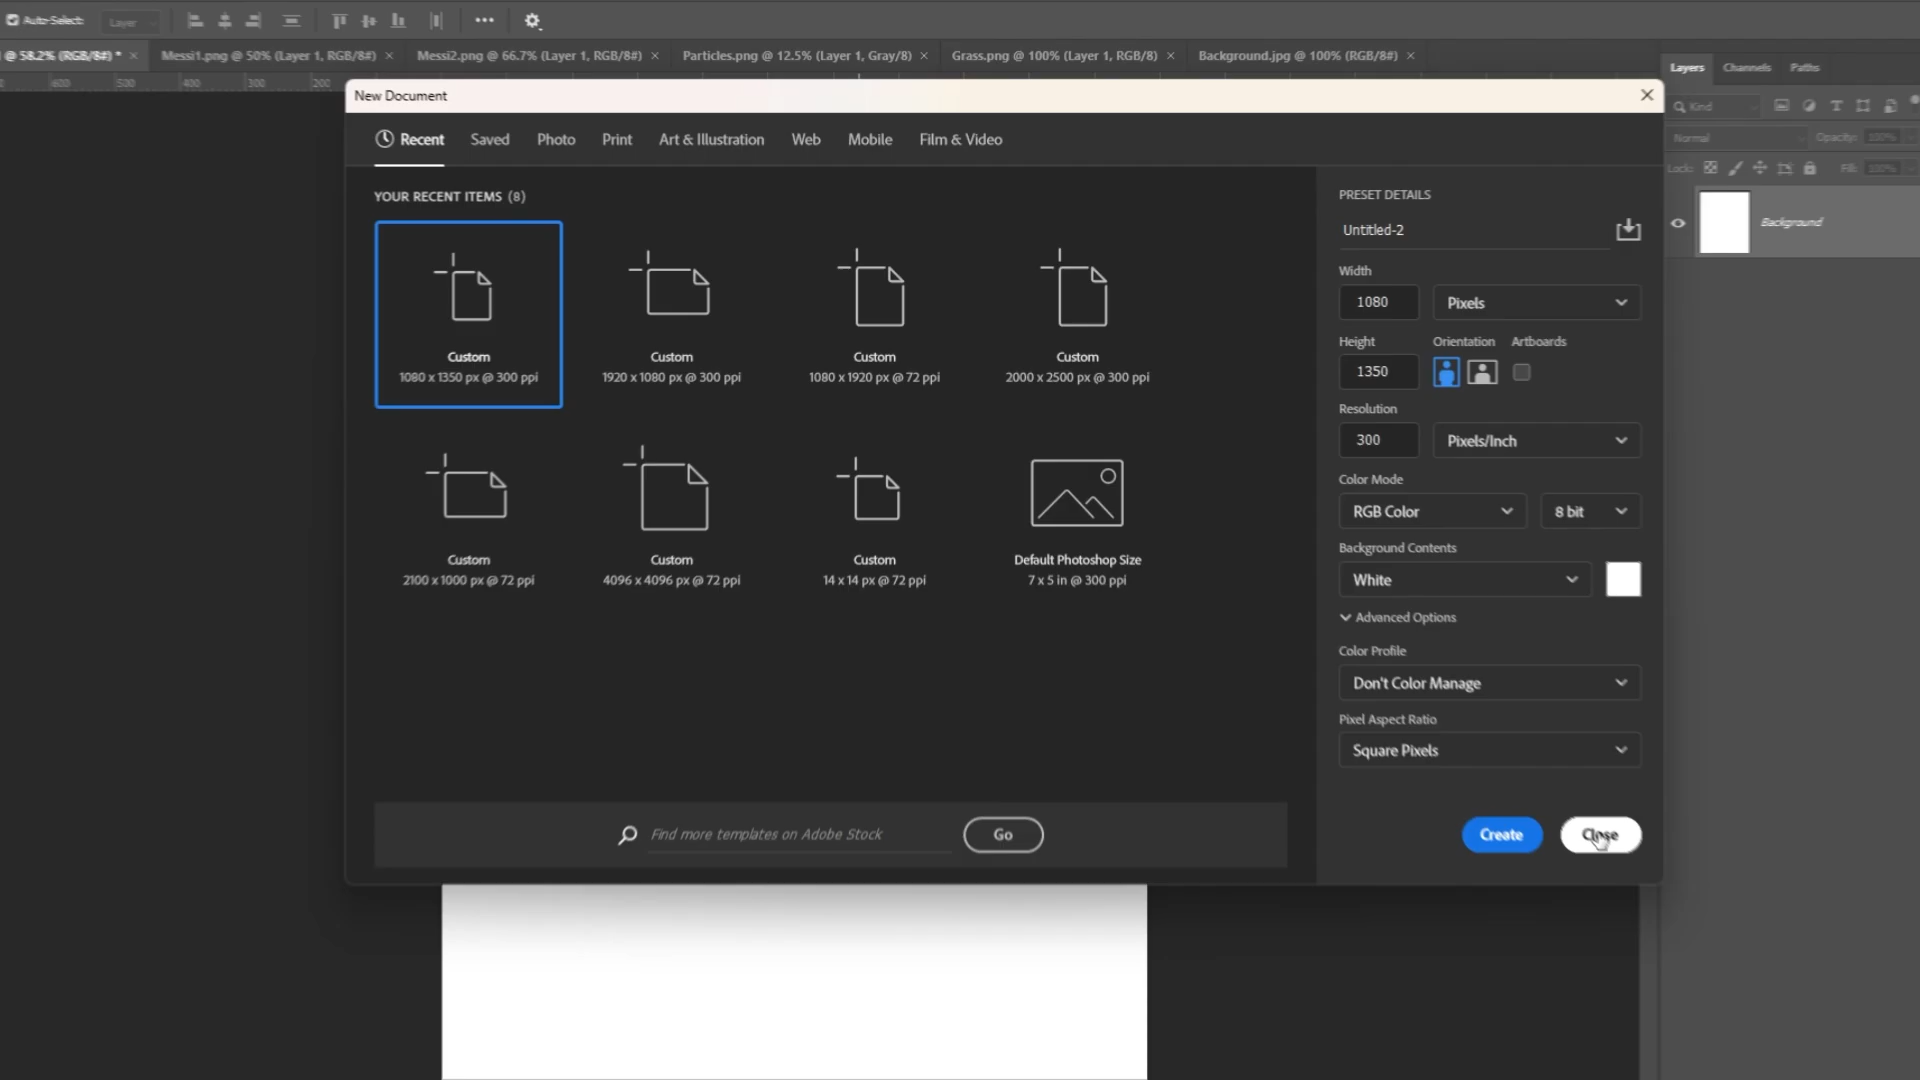 Auto-Select: Layer
@ 58.2% (RGB/8#) * × Messi1.png @ 50% (Layer 1, RGB/8#) × Messi2.png @ 66.7% (Layer 1, RGB/8#) × Particles.png @ 12.5% (Layer 1, Gray/8) × Grass.png @ 100% (Layer 1, RGB/8) × Background.jpg @ 100% (RGB/8#) ×
600 500 400 300 200
New Document
Recent Saved Photo Print Art & Illustration Web Mobile Film & Video
YOUR RECENT ITEMS (8)
Custom
1080 x 1350 px @ 300 ppi
Custom
1920 x 1080 px @ 300 ppi
Custom
1080 x 1920 px @ 72 ppi
Custom
2000 x 2500 px @ 300 ppi
Custom
2100 x 1000 px @ 72 ppi
Custom
4096 x 4096 px @ 72 ppi
Custom
14 x 14 px @ 72 ppi
Default Photoshop Size
7 x 5 in @ 300 ppi
Find more templates on Adobe Stock Go
PRESET DETAILS
Untitled-2
Width
1080 Pixels
Height Orientation Artboards
1350
Resolution
300 Pixels/Inch
Color Mode
RGB Color 8 bit
Background Contents
White
Advanced Options
Color Profile
Don't Color Manage
Pixel Aspect Ratio
Square Pixels
Create Close
Layers Channels Paths
Kind
Normal Opacity: 100%
Lock: Fill: 100%
Background